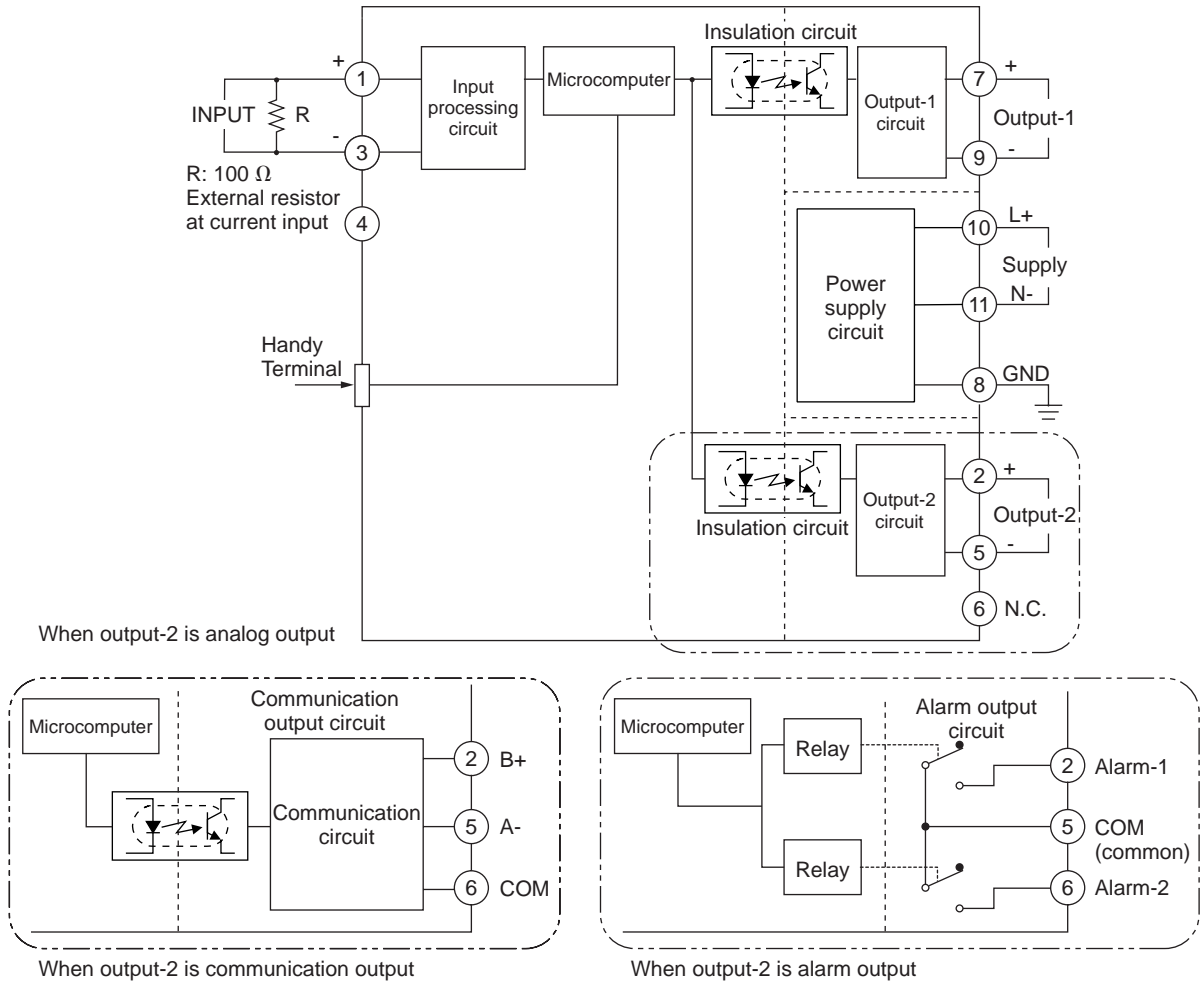 Insulation circuit
+
1
Input
processing
circuit
Microcomputer
Output-1
circuit
7
+
INPUT
R
Output-1
-
3
9
-
R: 100 Ω
External resistor
at current input
4
10
L+
Supply
Power
supply
circuit
11
N-
Handy
Terminal
8
GND
2
+
Output-2
circuit
Output-2
Insulation circuit
5
-
6
N.C.
When output-2 is analog output
Microcomputer
Communication
output circuit
2
B+
Communication
circuit
5
A-
6
COM
When output-2 is communication output
Microcomputer
Relay
Alarm output
circuit
2
Alarm-1
5
COM
(common)
Relay
6
Alarm-2
When output-2 is alarm output